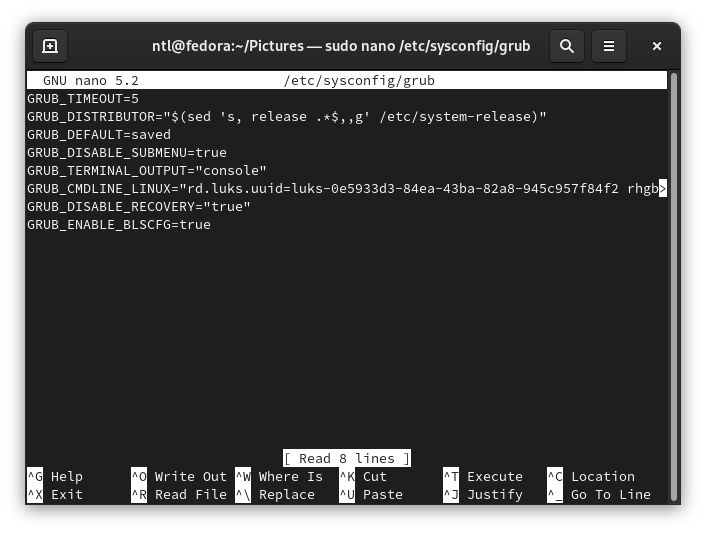 ntl@fedora:~/Pictures — sudo nano /etc/sysconfig/grub
GNU nano 5.2 /etc/sysconfig/grub
GRUB_TIMEOUT=5
GRUB_DISTRIBUTOR="$(sed 's, release .*$,,g' /etc/system-release)"
GRUB_DEFAULT=saved
GRUB_DISABLE_SUBMENU=true
GRUB_TERMINAL_OUTPUT="console"
GRUB_CMDLINE_LINUX="rd.luks.uuid=luks-0e5933d3-84ea-43ba-82a8-945c957f84f2 rhgb>
GRUB_DISABLE_RECOVERY="true"
GRUB_ENABLE_BLSCFG=true
[ Read 8 lines ]
^G Help ^O Write Out ^W Where Is ^K Cut ^T Execute ^C Location
^X Exit ^R Read File ^\ Replace ^U Paste ^J Justify ^_ Go To Line